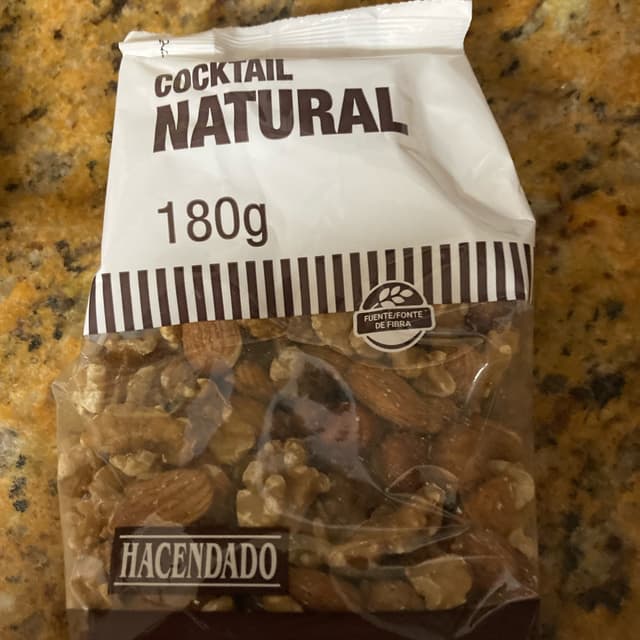 COCKTAIL
NATURAL
180g
FUENTE/FONTE
DE FIBRA
HACENDADO